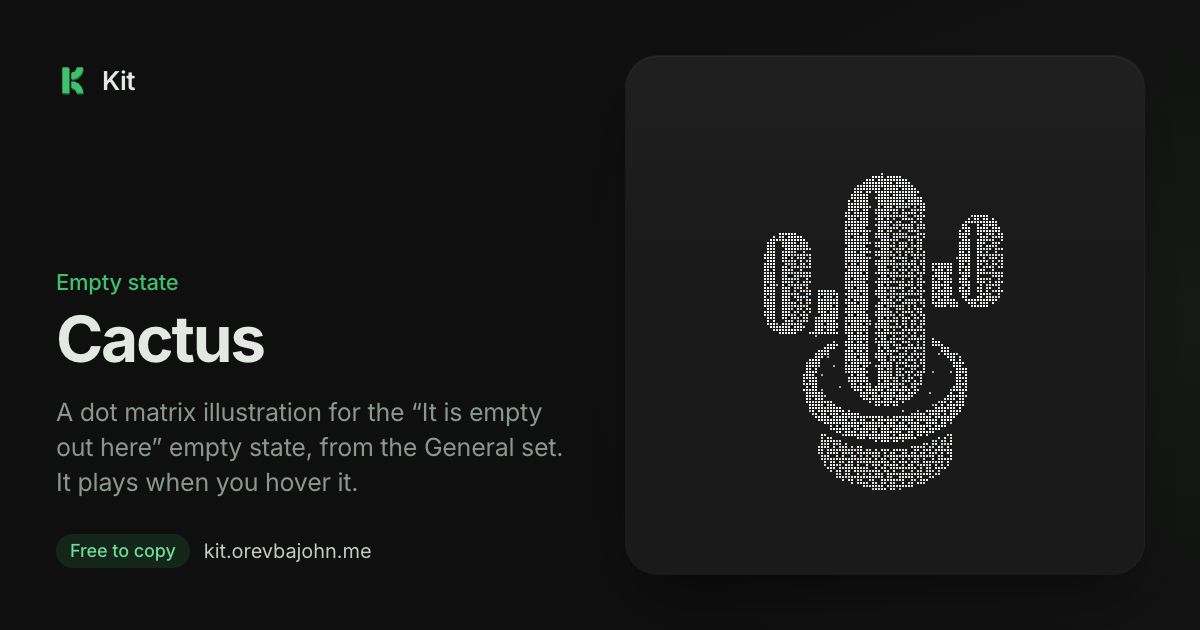 Kit
Empty state
Cactus
A dot matrix illustration for the “It is empty
out here” empty state, from the General set.
It plays when you hover it.
Free to copy
kit.orevbajohn.me